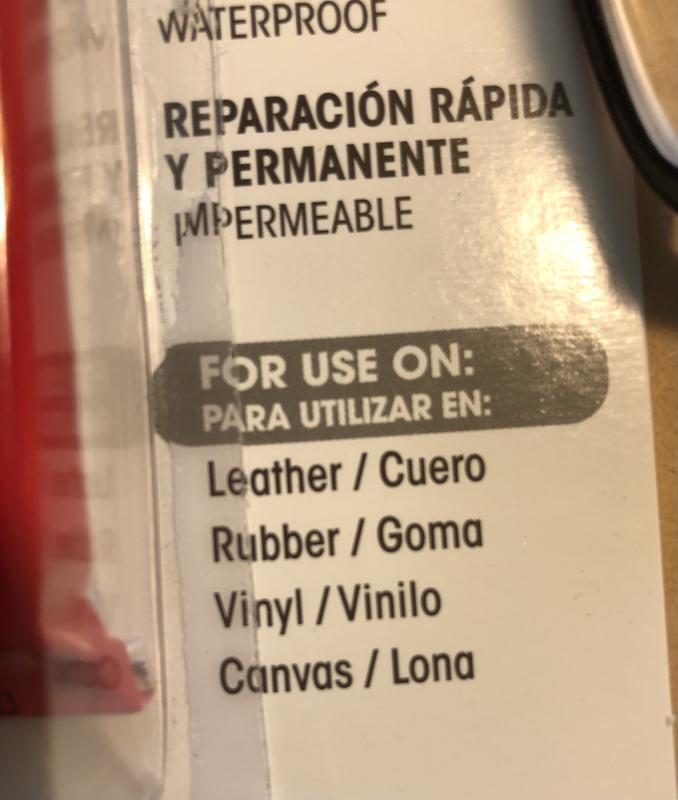 WATERPROOF
REPARACIÓN RÁPIDA
Y PERMANENTE
IMPERMEABLE
FOR USE ON:
PARA UTILIZAR EN:
Leather / Cuero
Rubber / Goma
Vinyl / Vinilo
Canvas / Lona